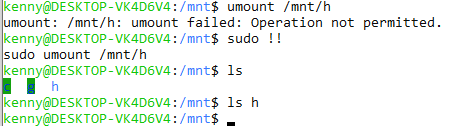 kenny@DESKTOP-VK4D6V4:/mnt$ umount /mnt/h
umount: /mnt/h: umount failed: Operation not permitted.
kenny@DESKTOP-VK4D6V4:/mnt$ sudo !!
sudo umount /mnt/h
kenny@DESKTOP-VK4D6V4:/mnt$ ls
c g h
kenny@DESKTOP-VK4D6V4:/mnt$ ls h
kenny@DESKTOP-VK4D6V4:/mnt$